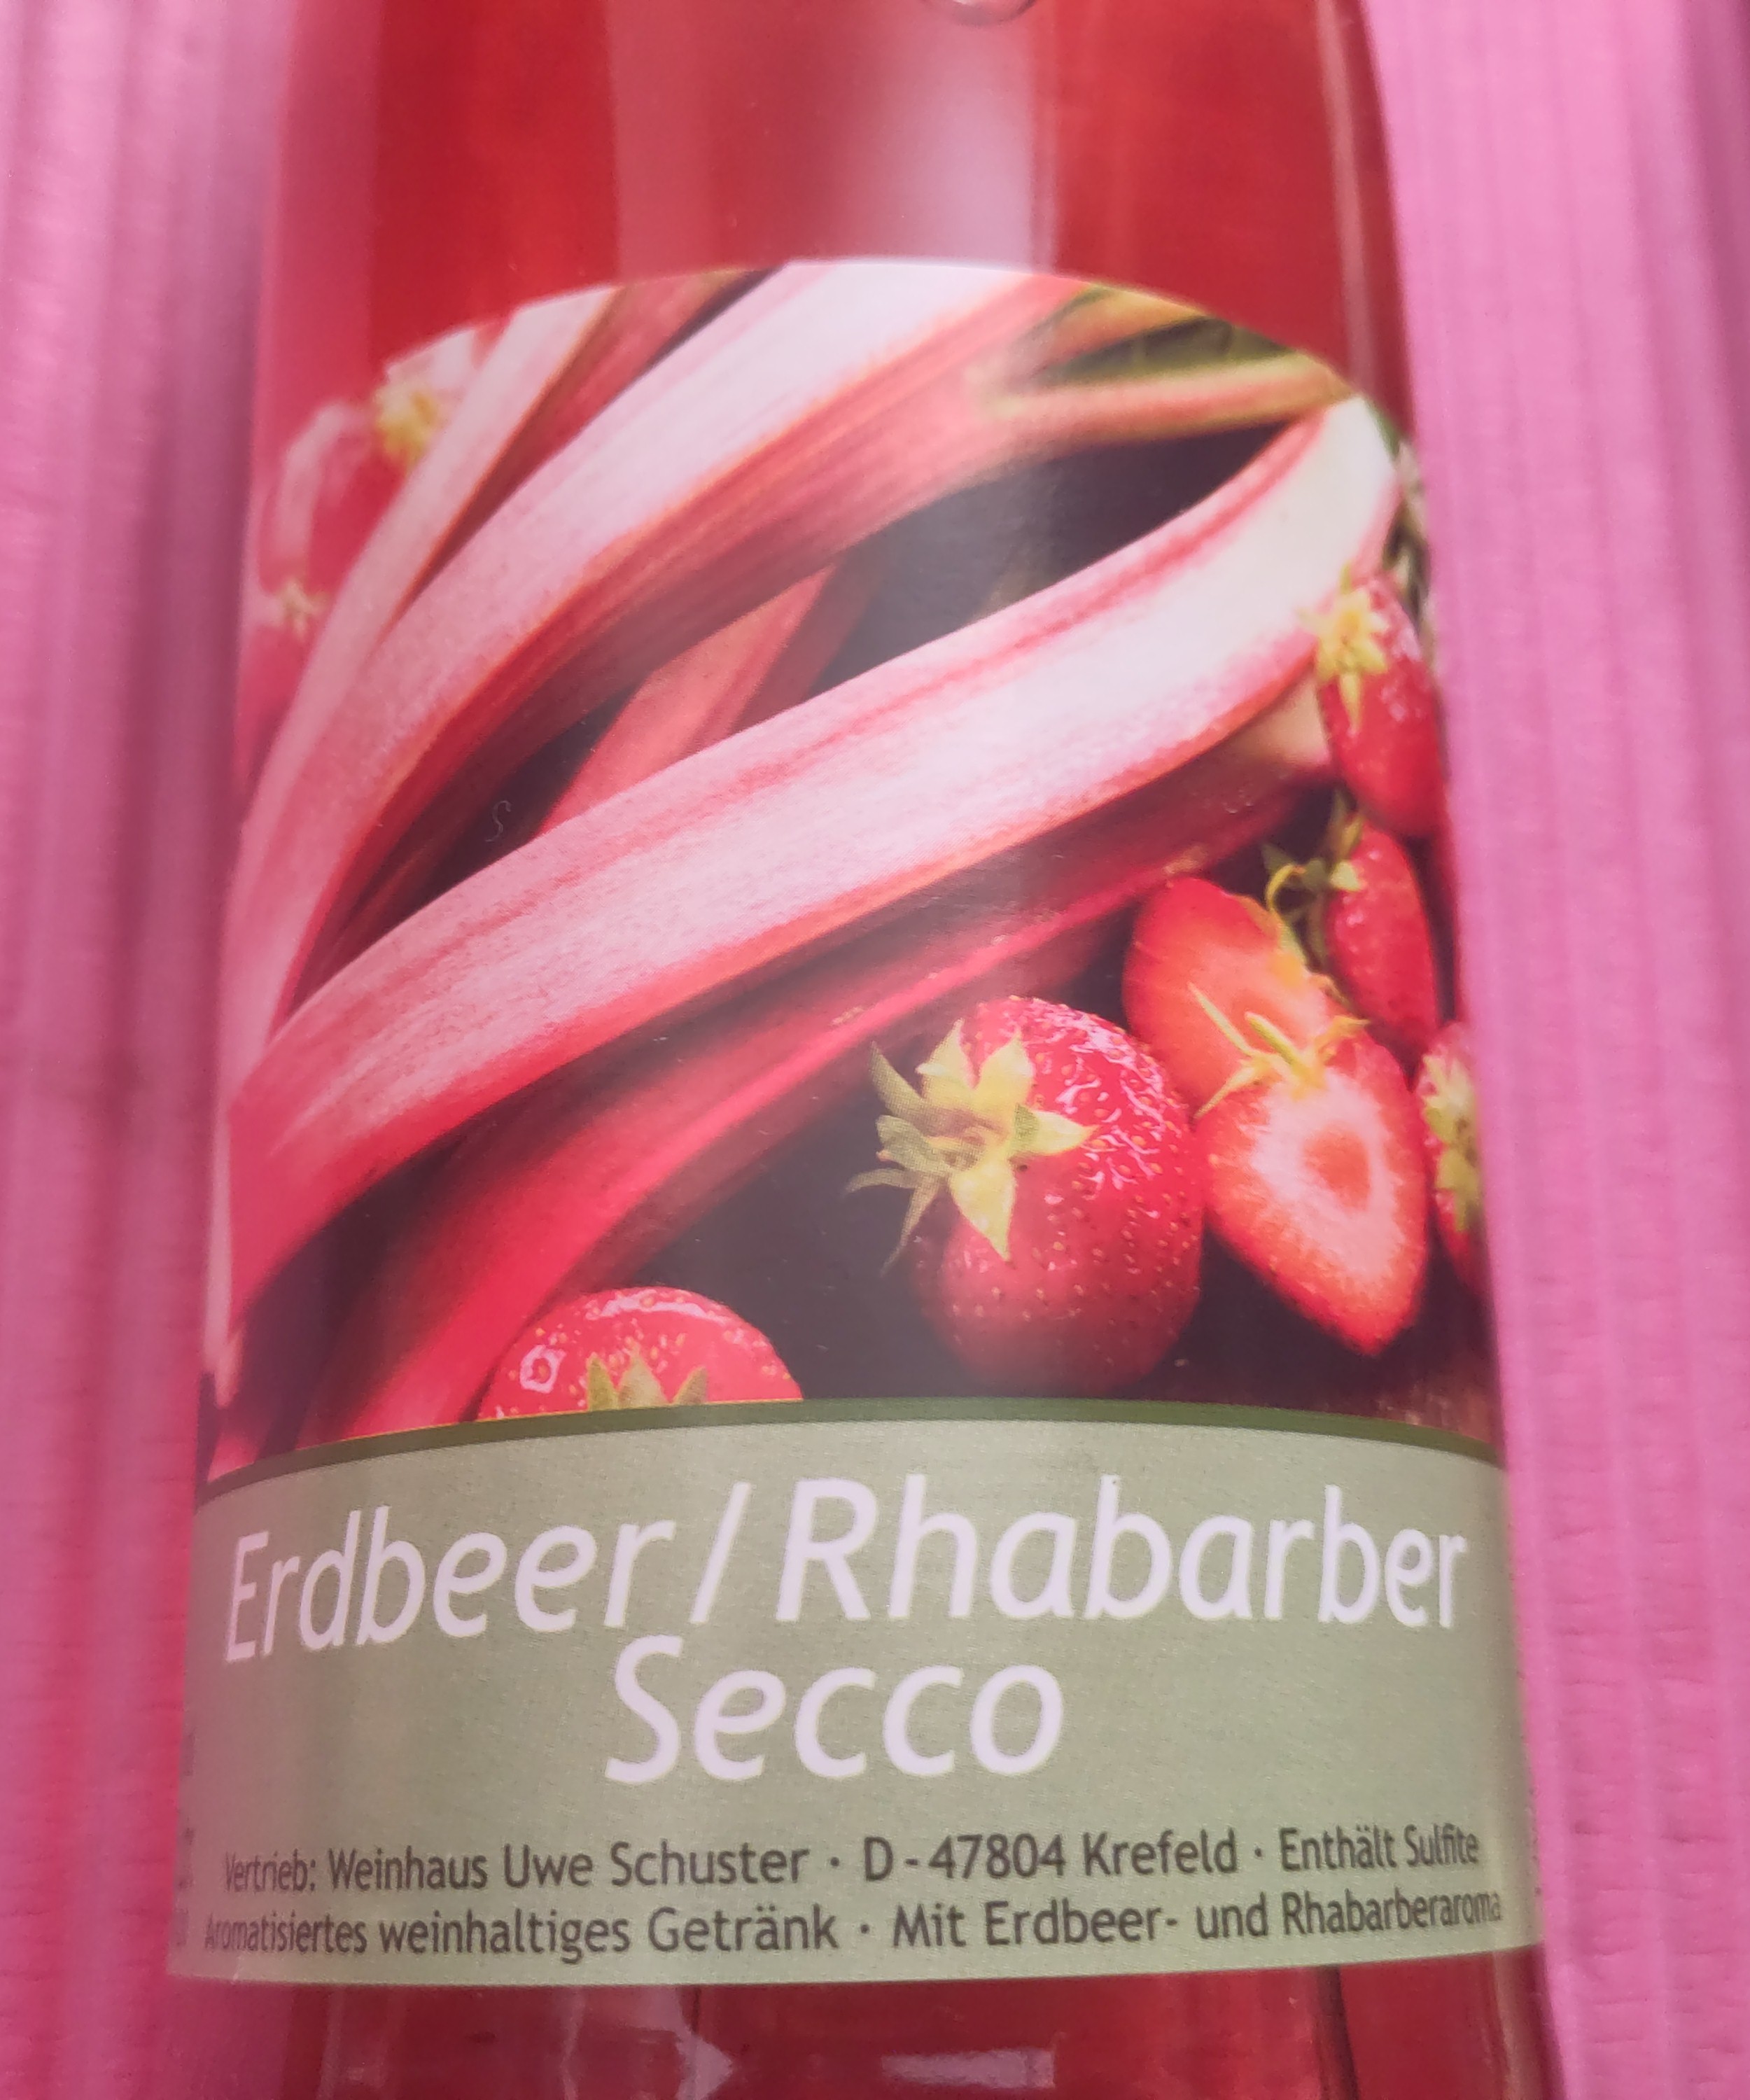 Erdbeer / Rhabarber
Secco
Vertrieb: Weinhaus Uwe Schuster · D-47804 Krefeld · Enthält Sulfite
Aromatisiertes weinhaltiges Getränk · Mit Erdbeer- und Rhabarberaroma